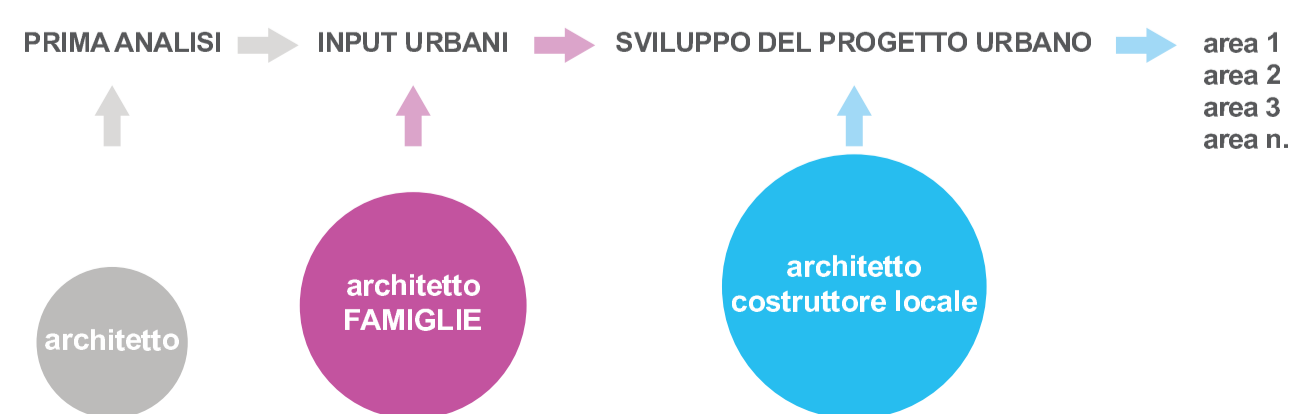 PRIMA ANALISI
INPUT URBANI
SVILUPPO DEL PROGETTO URBANO
area 1
area 2
area 3
area n.
architetto
architetto
FAMIGLIE
architetto
costruttore locale